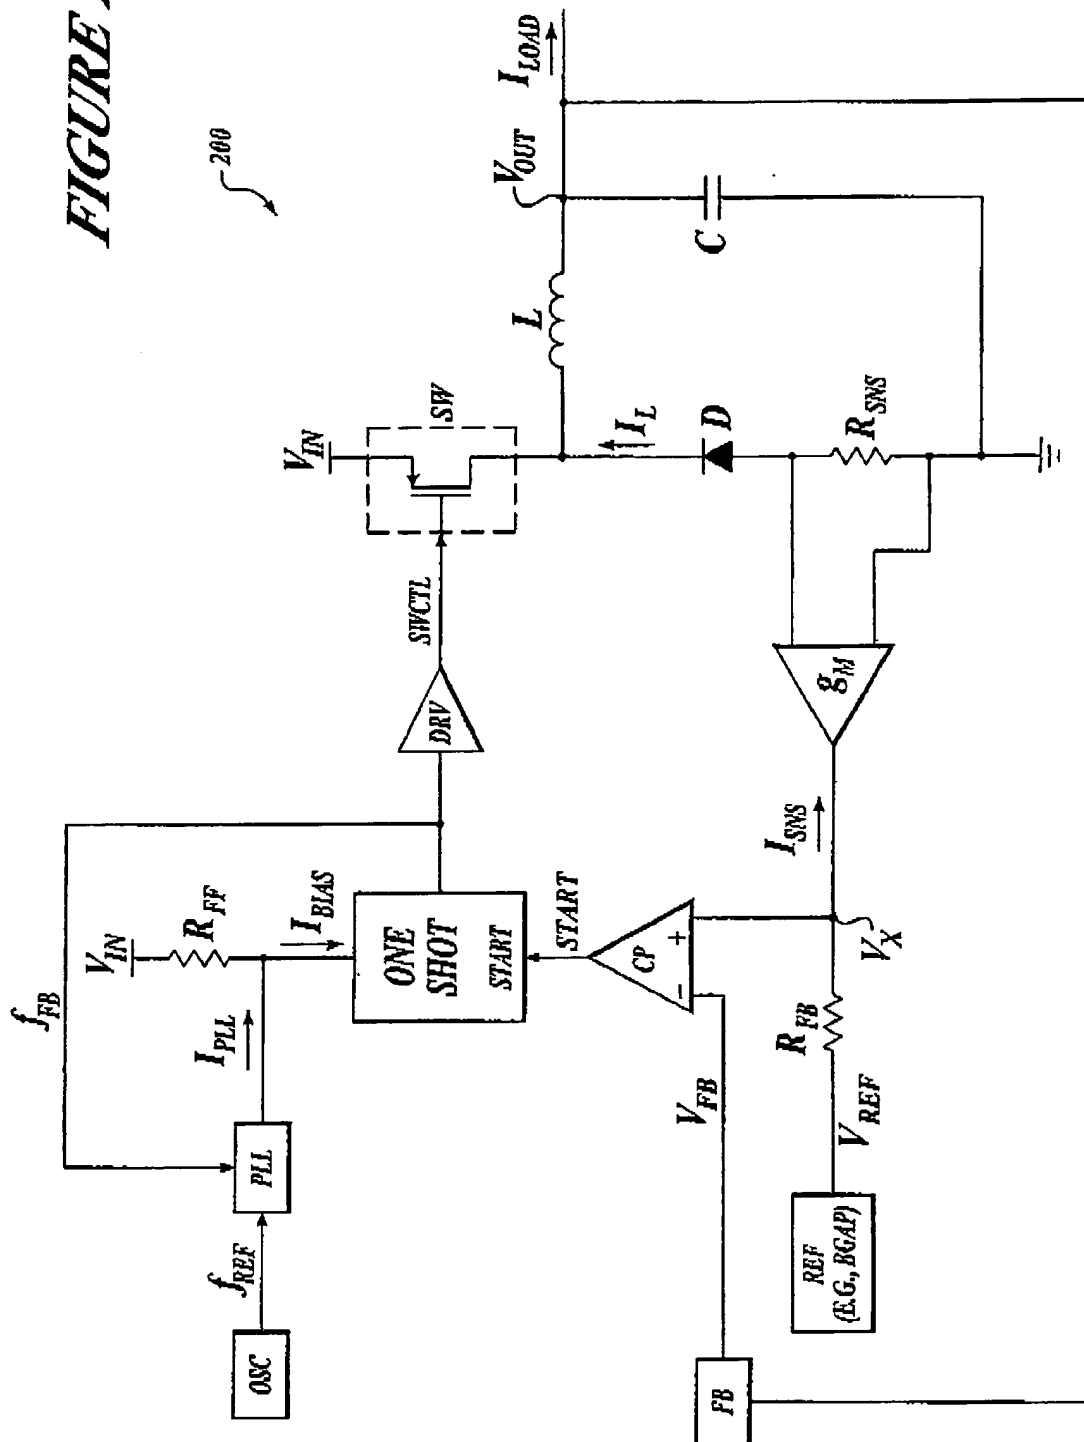 FIGURE
200
OSC
f_REF
PLL
f_FB
I_PLL
V_IN
R_FF
I_BIAS
ONE
SHOT
START
DRV
SWCTL
V_IN
SW
L
V_OUT
I_LOAD
C
I_L
D
R_SNS
g_M
I_SNS
V_X
START
CP
+
−
V_FB
FB
R_FB
V_REF
REF
(E.G., BGAP)